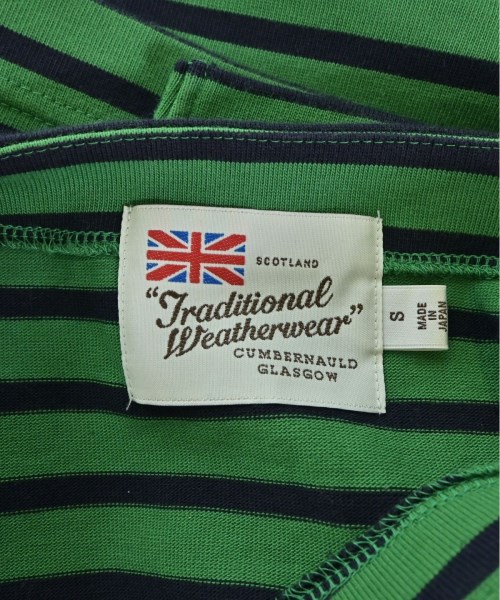 SCOTLAND
“Traditional
Weatherwear”
CUMBERNAULD
GLASGOW
S
MADE
IN
JAPAN